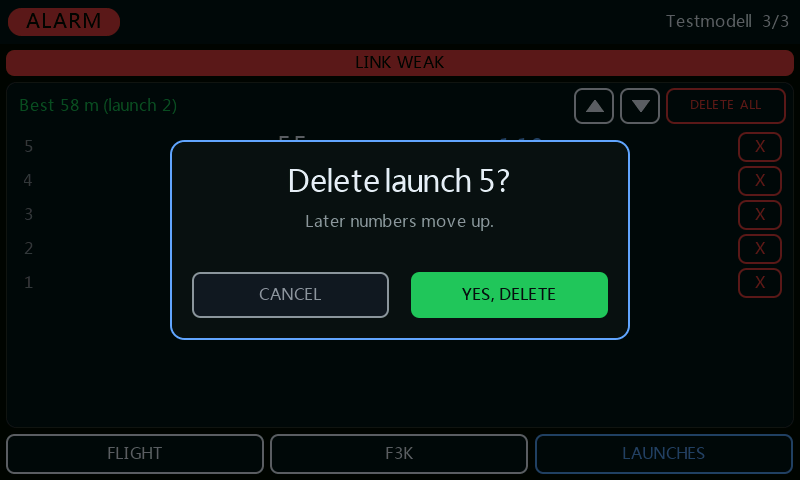 ALARM
Testmodell 3/3
LINK WEAK
Best 58 m (launch 2)
DELETE ALL
5 X
4 X
3 X
2 X
1 X
Delete launch 5?
Later numbers move up.
CANCEL
YES, DELETE
FLIGHT
F3K
LAUNCHES